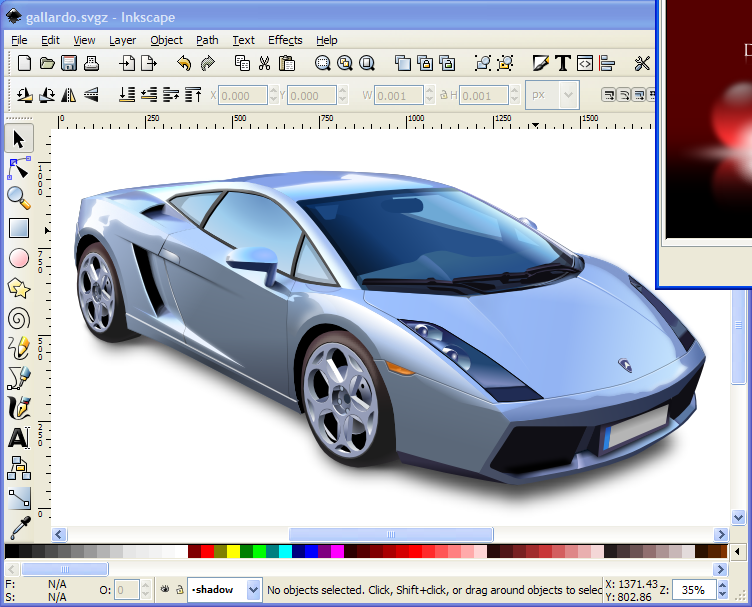 gallardo.svgz - Inkscape
File Edit View Layer Object Path Text Effects Help
X 0.000 Y 0.000 W 0.001 H 0.001 px
0 250 500 750 1000 1250 1500
1000
750
500
250
0
F: N/A
S: N/A
O: 0
•shadow
No objects selected. Click, Shift+click, or drag around objects to selec
X: 1371.43
Y: 802.86
Z: 35%